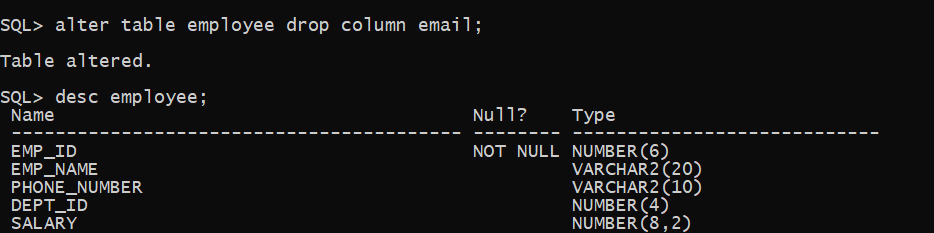 SQL> alter table employee drop column email;
Table altered.
SQL> desc employee;
Name Null? Type
----------------------------------------- -------- ----------------------------
EMP_ID NOT NULL NUMBER(6)
EMP_NAME VARCHAR2(20)
PHONE_NUMBER VARCHAR2(10)
DEPT_ID NUMBER(4)
SALARY NUMBER(8,2)